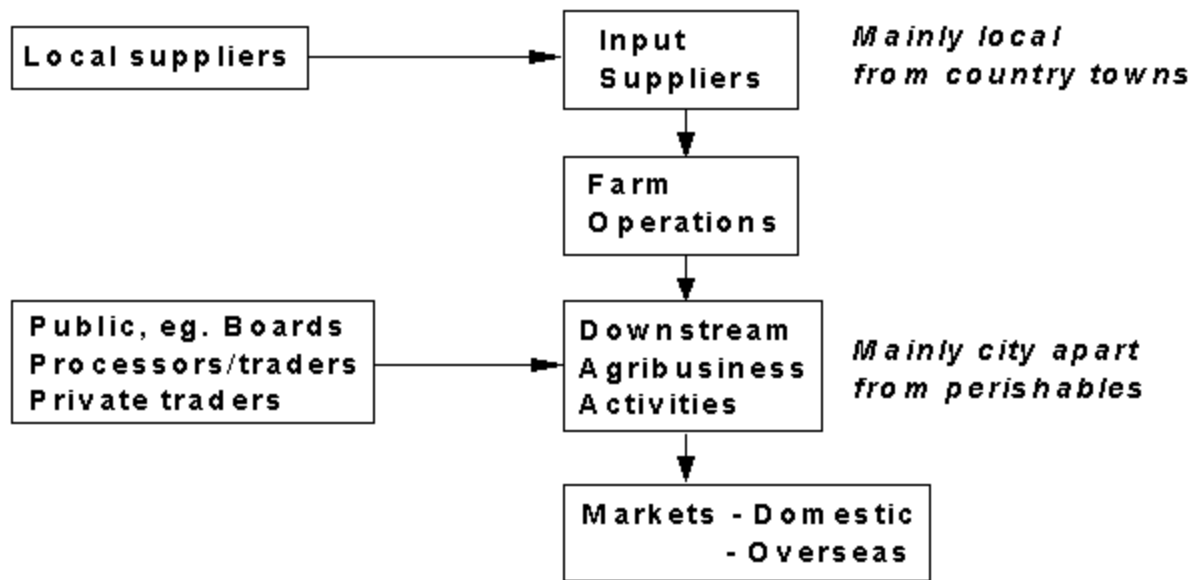 Local suppliers
Input
Suppliers
Mainly local
from country towns
Farm
Operations
Public, eg. Boards
Processors/traders
Private traders
Downstream
Agribusiness
Activities
Mainly city apart
from perishables
Markets - Domestic
- Overseas